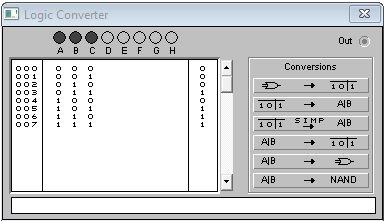 Logic Converter
Out
A B C D E F G H
000 0 0 0 0
001 0 0 1 0
002 0 1 0 0
003 0 1 1 1
004 1 0 0 0
005 1 0 1 1
006 1 1 0 1
007 1 1 1 1
Conversions
→ 1 0 1
1 0 1 → A|B
1 0 1 SIMP → A|B
A|B → 1 0 1
A|B →
A|B → NAND